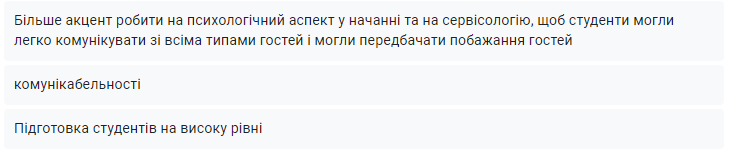 Більше акцент робити на психологічний аспект у начанні та на сервісологію, щоб студенти могли
легко комунікувати зі всіма типами гостей і могли передбачати побажання гостей
комунікабельності
Підготовка студентів на високу рівні